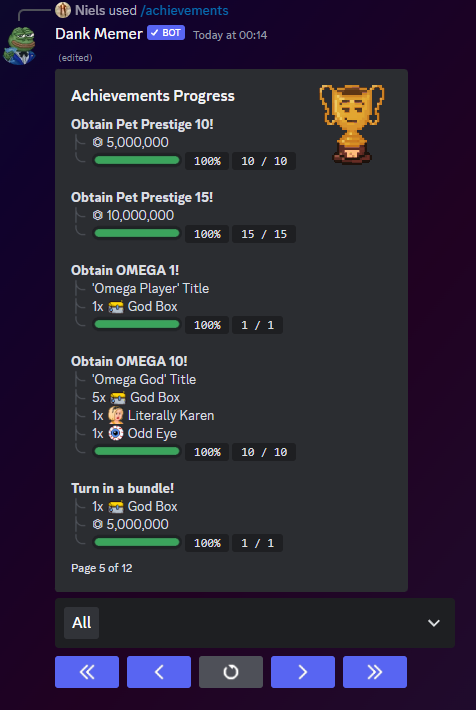 Niels used /achievements
Dank Memer ✓ BOT Today at 00:14
(edited)
Achievements Progress
Obtain Pet Prestige 10!
5,000,000
100% 10 / 10
Obtain Pet Prestige 15!
10,000,000
100% 15 / 15
Obtain OMEGA 1!
'Omega Player' Title
1x God Box
100% 1 / 1
Obtain OMEGA 10!
'Omega God' Title
5x God Box
1x Literally Karen
1x Odd Eye
100% 10 / 10
Turn in a bundle!
1x God Box
5,000,000
100% 1 / 1
Page 5 of 12
All